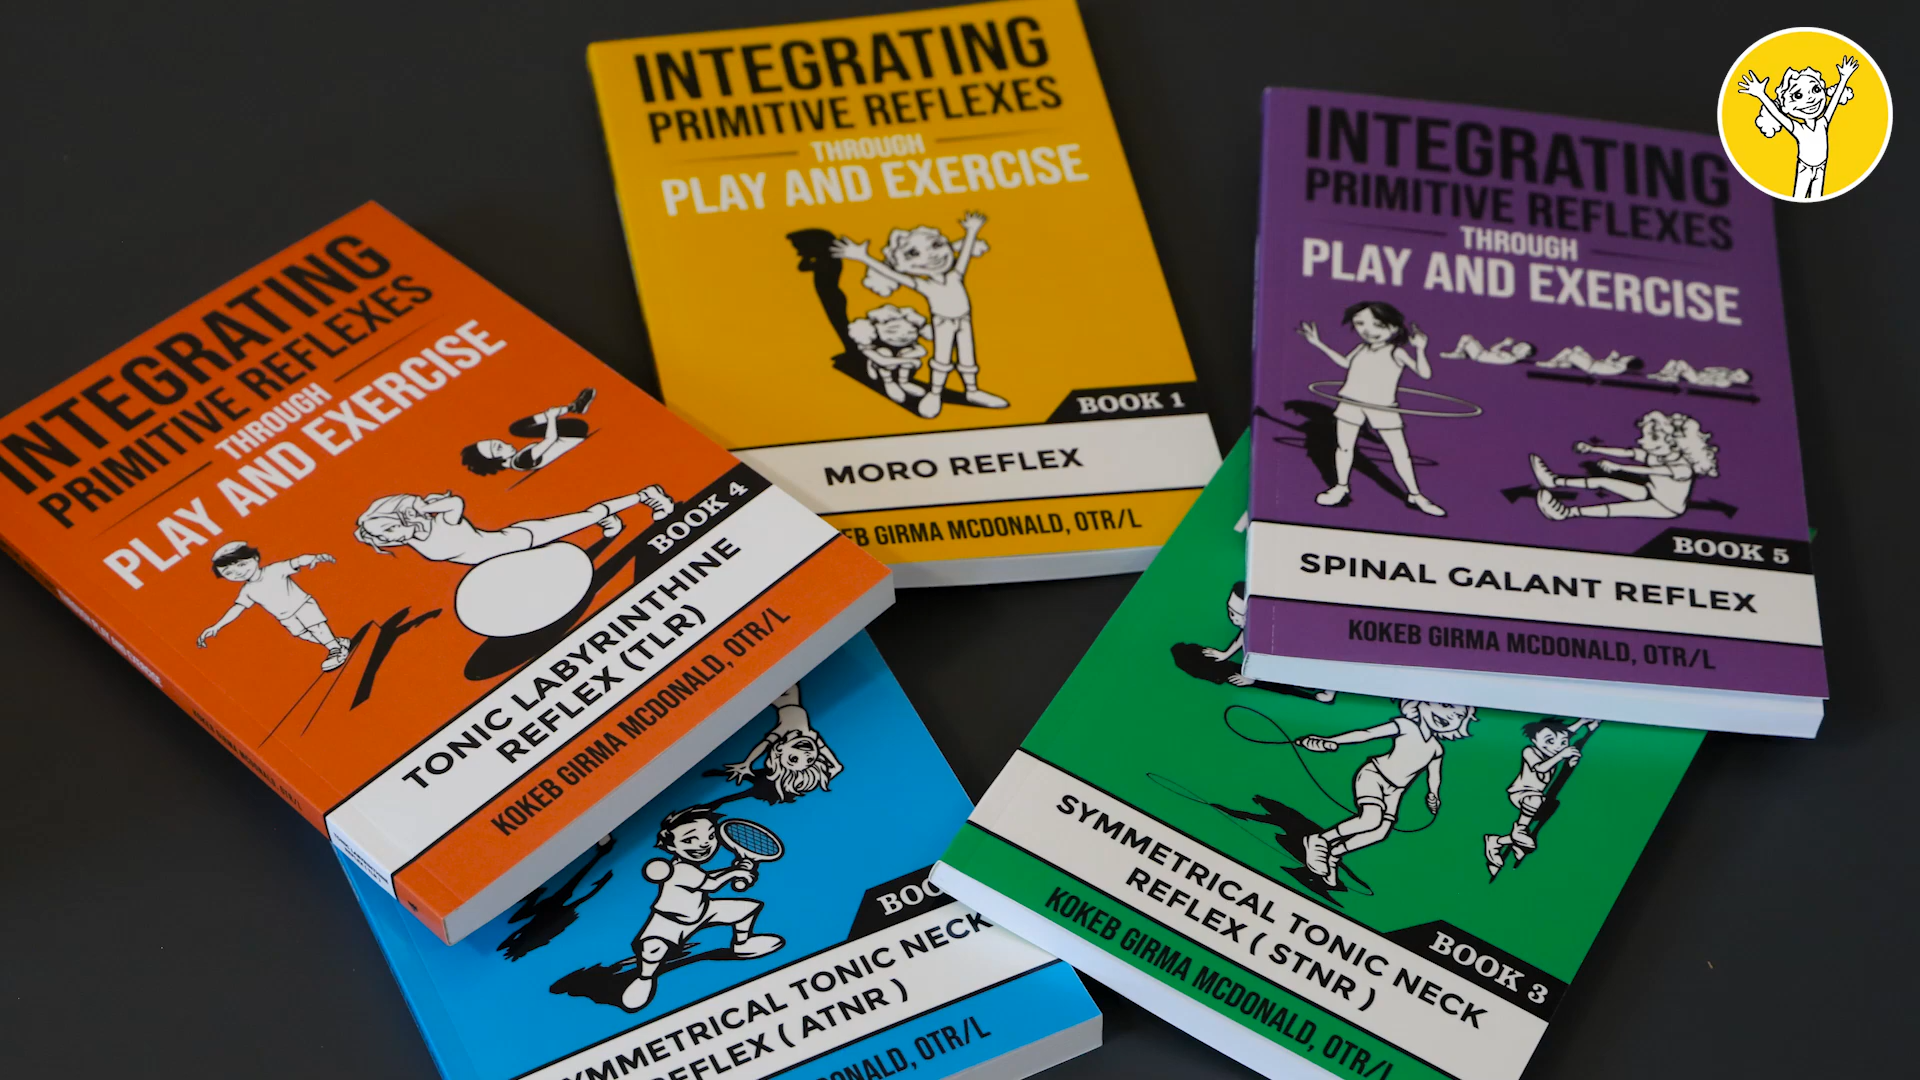 INTEGRATING
PRIMITIVE REFLEXES
THROUGH
PLAY AND EXERCISE
BOOK 1
MORO REFLEX
EB GIRMA MCDONALD, OTR/L
INTEGRATING
PRIMITIVE REFLEXES
THROUGH
PLAY AND EXERCISE
BOOK 5
SPINAL GALANT REFLEX
KOKEB GIRMA MCDONALD, OTR/L
INTEGRATING
PRIMITIVE REFLEXES
THROUGH
PLAY AND EXERCISE
BOOK 4
TONIC LABYRINTHINE
REFLEX (TLR)
KOKEB GIRMA MCDONALD, OTR/L
BOO
YMMETRICAL TONIC NECK
EFLEX ( ATNR )
DONALD, OTR/L
BOOK 3
SYMMETRICAL TONIC NECK
REFLEX ( STNR )
KOKEB GIRMA MCDONALD, OTR/L